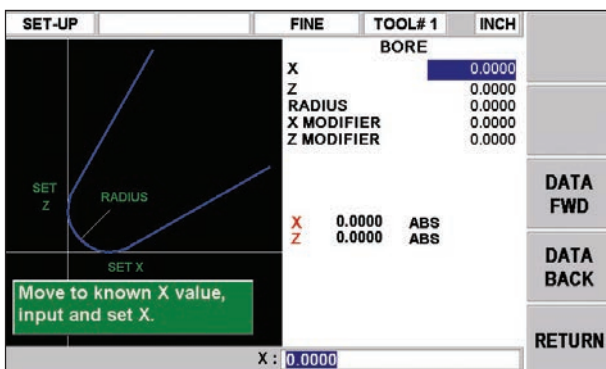 SET-UP FINE TOOL# 1 INCH
BORE
X 0.0000
Z 0.0000
RADIUS 0.0000
X MODIFIER 0.0000
Z MODIFIER 0.0000
SET
Z
RADIUS
SET X
X 0.0000 ABS
Z 0.0000 ABS
Move to known X value,
input and set X.
X : 0.0000
DATA
FWD
DATA
BACK
RETURN